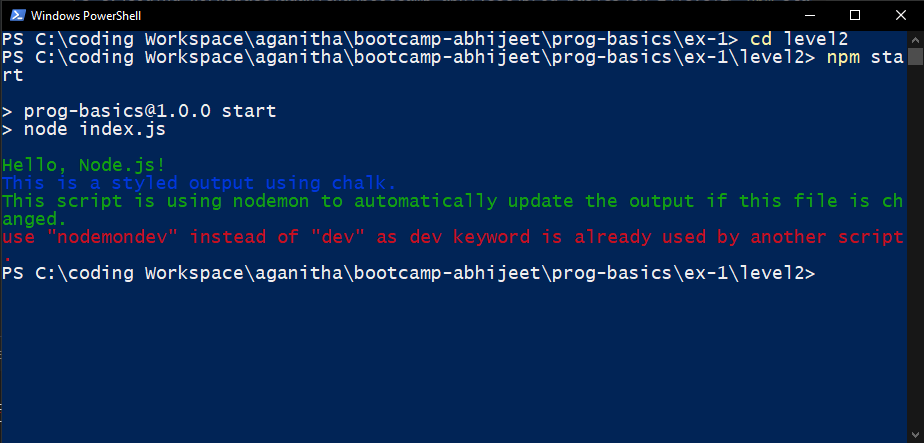 Windows PowerShell
PS C:\coding Workspace\aganitha\bootcamp-abhijeet\prog-basics\ex-1> cd level2
PS C:\coding Workspace\aganitha\bootcamp-abhijeet\prog-basics\ex-1\level2> npm sta
rt
> prog-basics@1.0.0 start
> node index.js
Hello, Node.js!
This is a styled output using chalk.
This script is using nodemon to automatically update the output if this file is ch
anged.
use "nodemondev" instead of "dev" as dev keyword is already used by another script
.
PS C:\coding Workspace\aganitha\bootcamp-abhijeet\prog-basics\ex-1\level2>